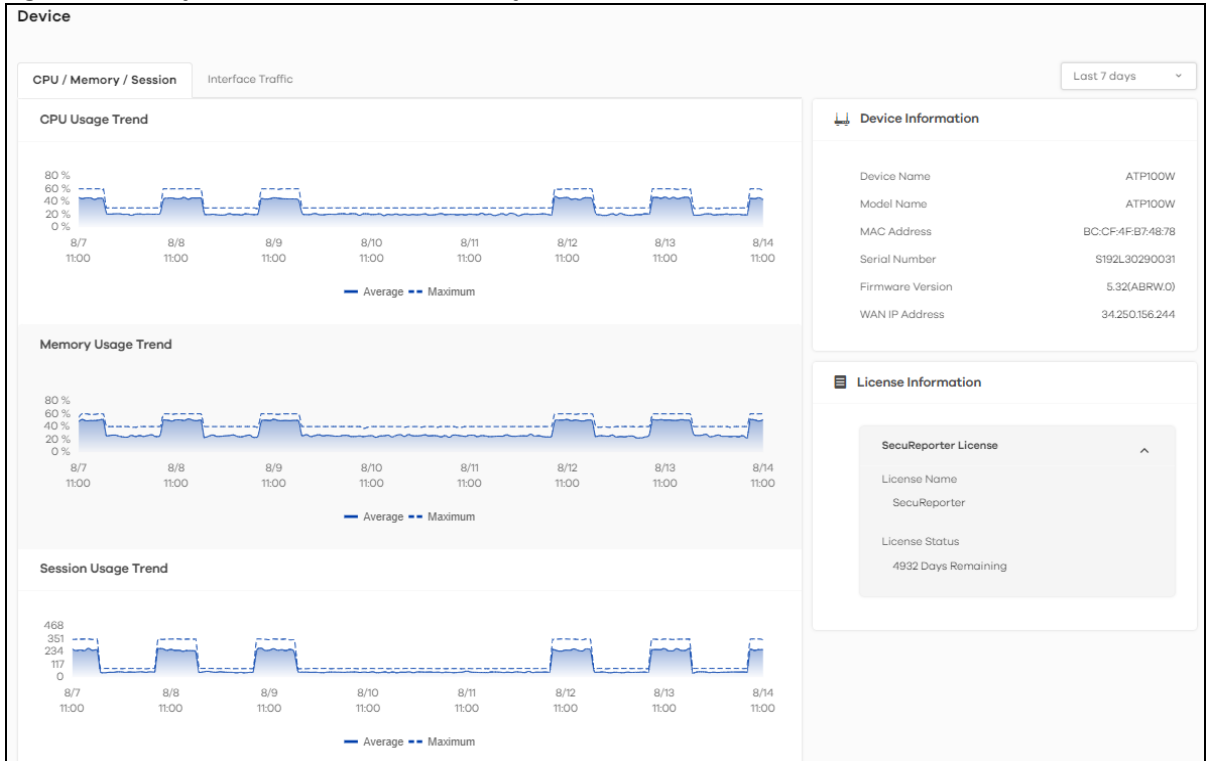 Device
CPU / Memory / Session
Interface Traffic
Last 7 days
CPU Usage Trend
80 %
60 %
40 %
20 %
0 %
8/7 8/8 8/9 8/10 8/11 8/12 8/13 8/14
11:00 11:00 11:00 11:00 11:00 11:00 11:00 11:00
Average Maximum
Memory Usage Trend
80 %
60 %
40 %
20 %
0 %
8/7 8/8 8/9 8/10 8/11 8/12 8/13 8/14
11:00 11:00 11:00 11:00 11:00 11:00 11:00 11:00
Average Maximum
Session Usage Trend
468
351
234
117
0
8/7 8/8 8/9 8/10 8/11 8/12 8/13 8/14
11:00 11:00 11:00 11:00 11:00 11:00 11:00 11:00
Average Maximum
Device Information
Device Name ATP100W
Model Name ATP100W
MAC Address BC:CF:4F:B7:48:78
Serial Number S192L30290031
Firmware Version 5.32(ABRW.0)
WAN IP Address 34.250.156.244
License Information
SecuReporter License
License Name
SecuReporter
License Status
4932 Days Remaining